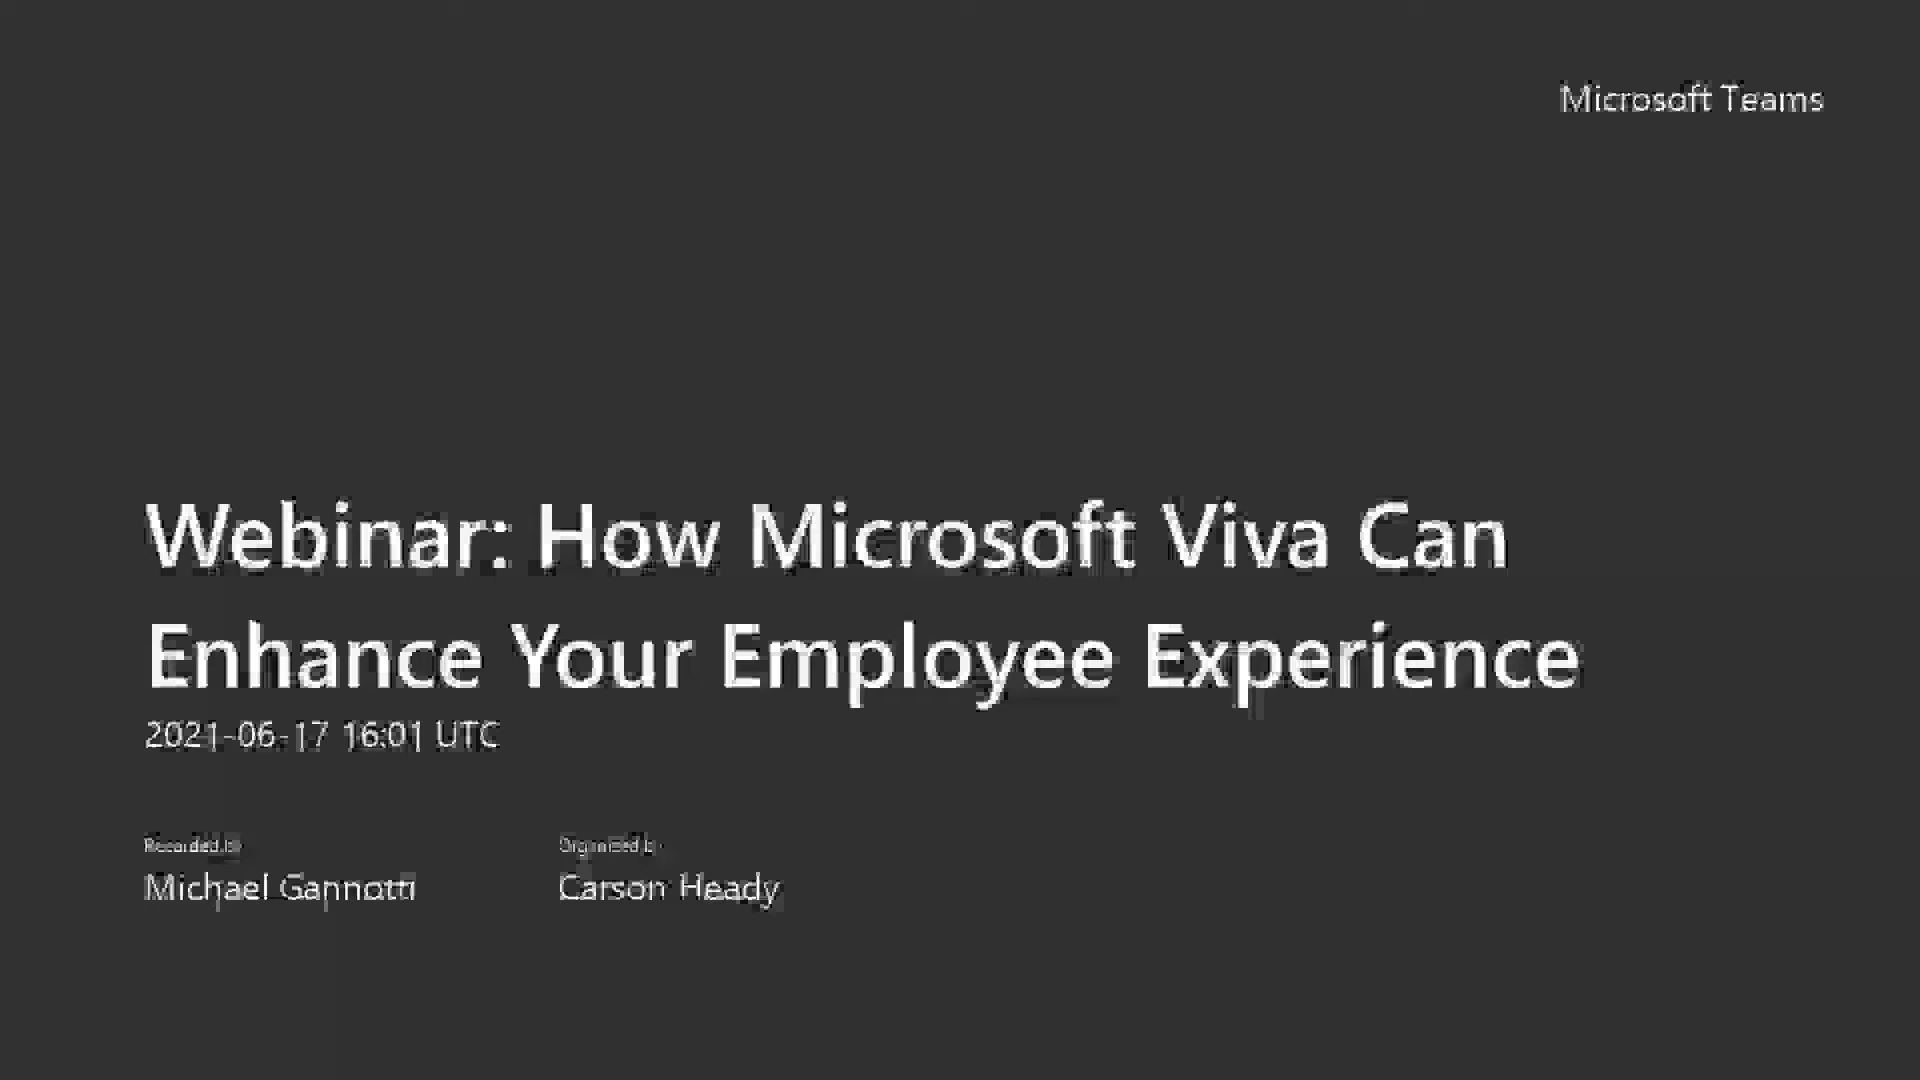 Microsoft Teams
Webinar: How Microsoft Viva Can
Enhance Your Employee Experience
2021-06-17 16:01 UTC
Recorded by
Organized by
Michael Gannotti
Carson Heady